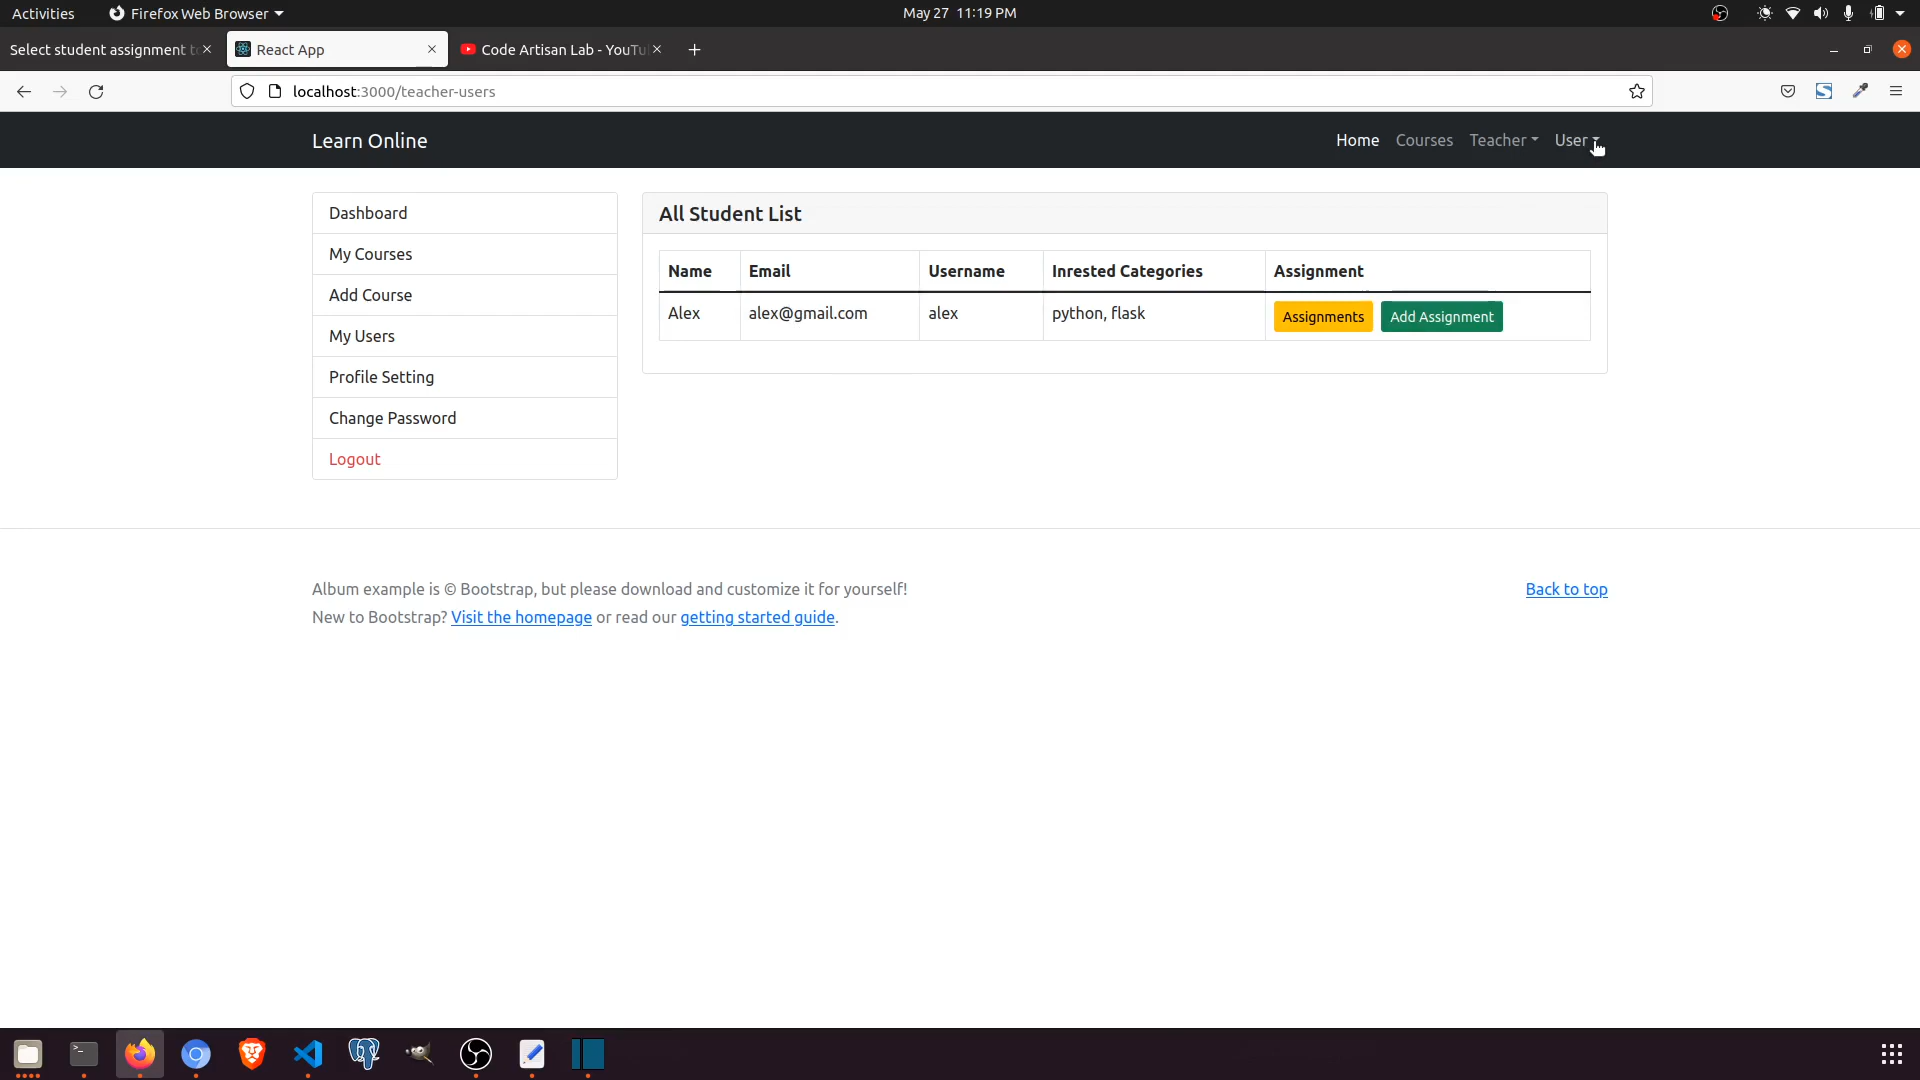 Activities
Firefox Web Browser
May 27 11:19 PM
Select student assignment t
React App
Code Artisan Lab - YouTu
localhost:3000/teacher-users
Learn Online
Home
Courses
Teacher
User
Dashboard
My Courses
Add Course
My Users
Profile Setting
Change Password
Logout
All Student List
Name Email Username Inrested Categories Assignment
Alex alex@gmail.com alex python, flask Assignments Add Assignment
Album example is © Bootstrap, but please download and customize it for yourself!
Back to top
New to Bootstrap? Visit the homepage or read our getting started guide.